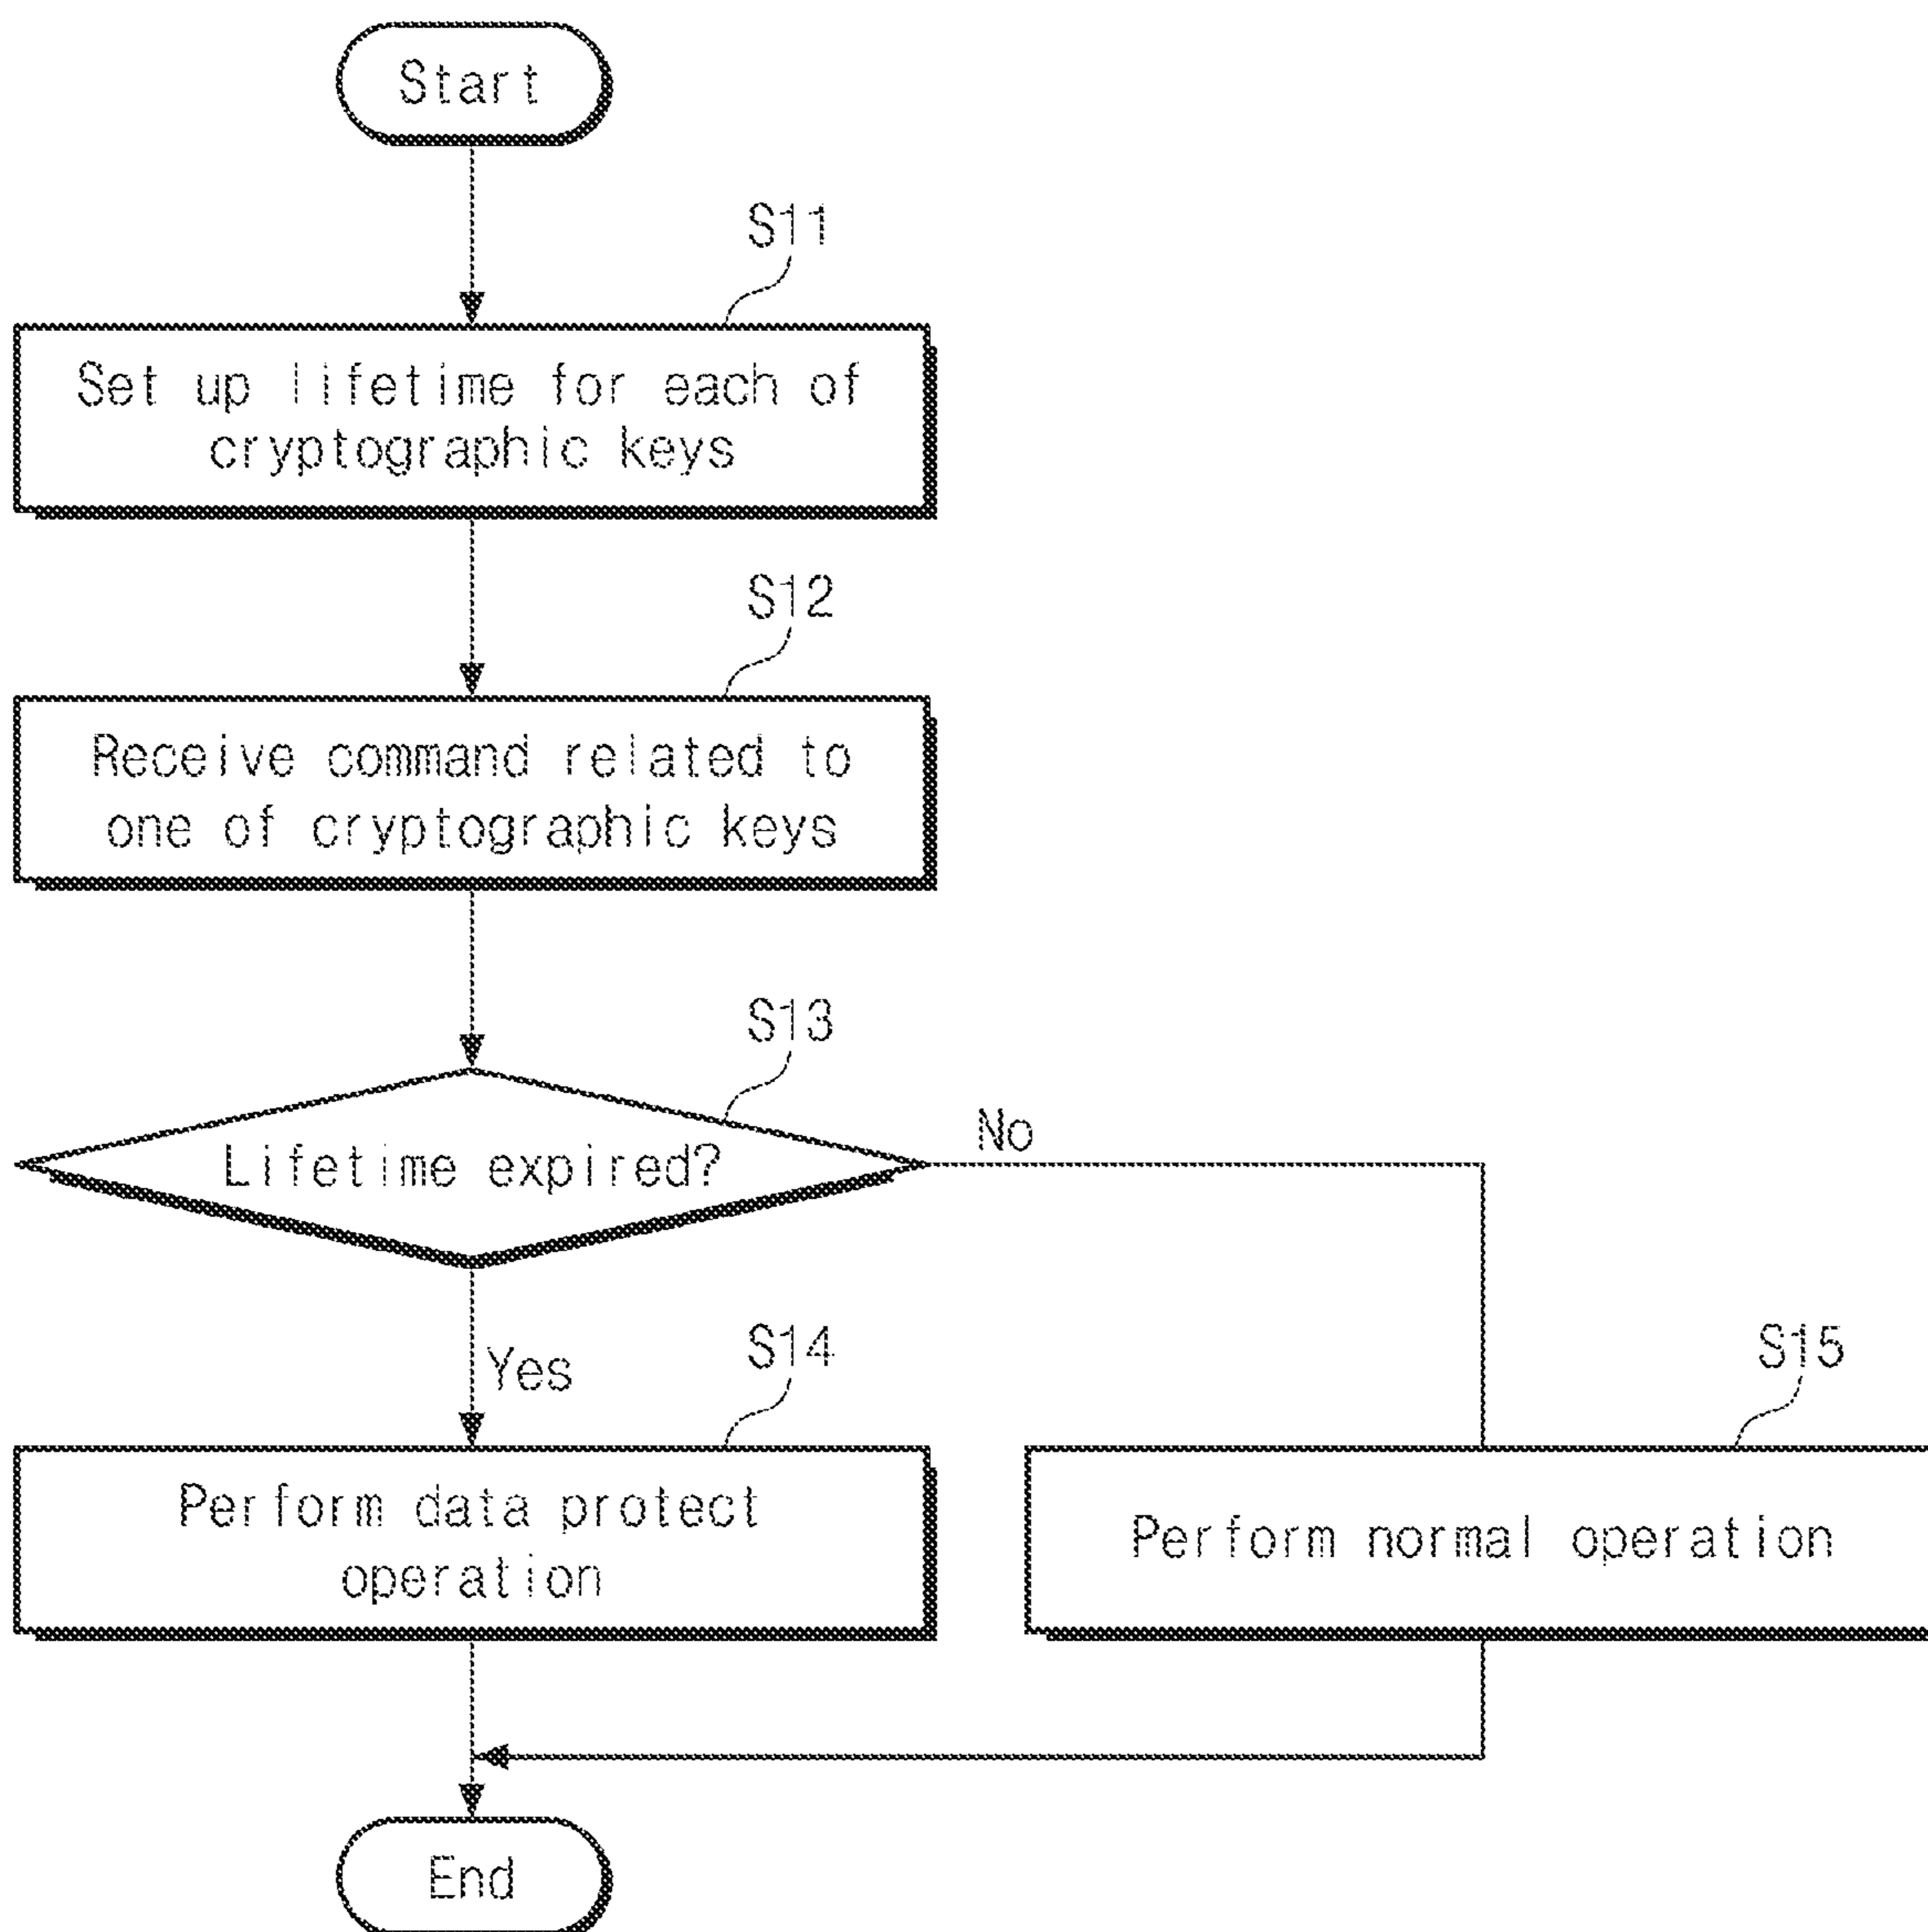 Start
S11
Set up lifetime for each of
cryptographic keys
S12
Receive command related to
one of cryptographic keys
S13
Lifetime expired?
No
Yes
S14
S15
Perform data protect
operation
Perform normal operation
End